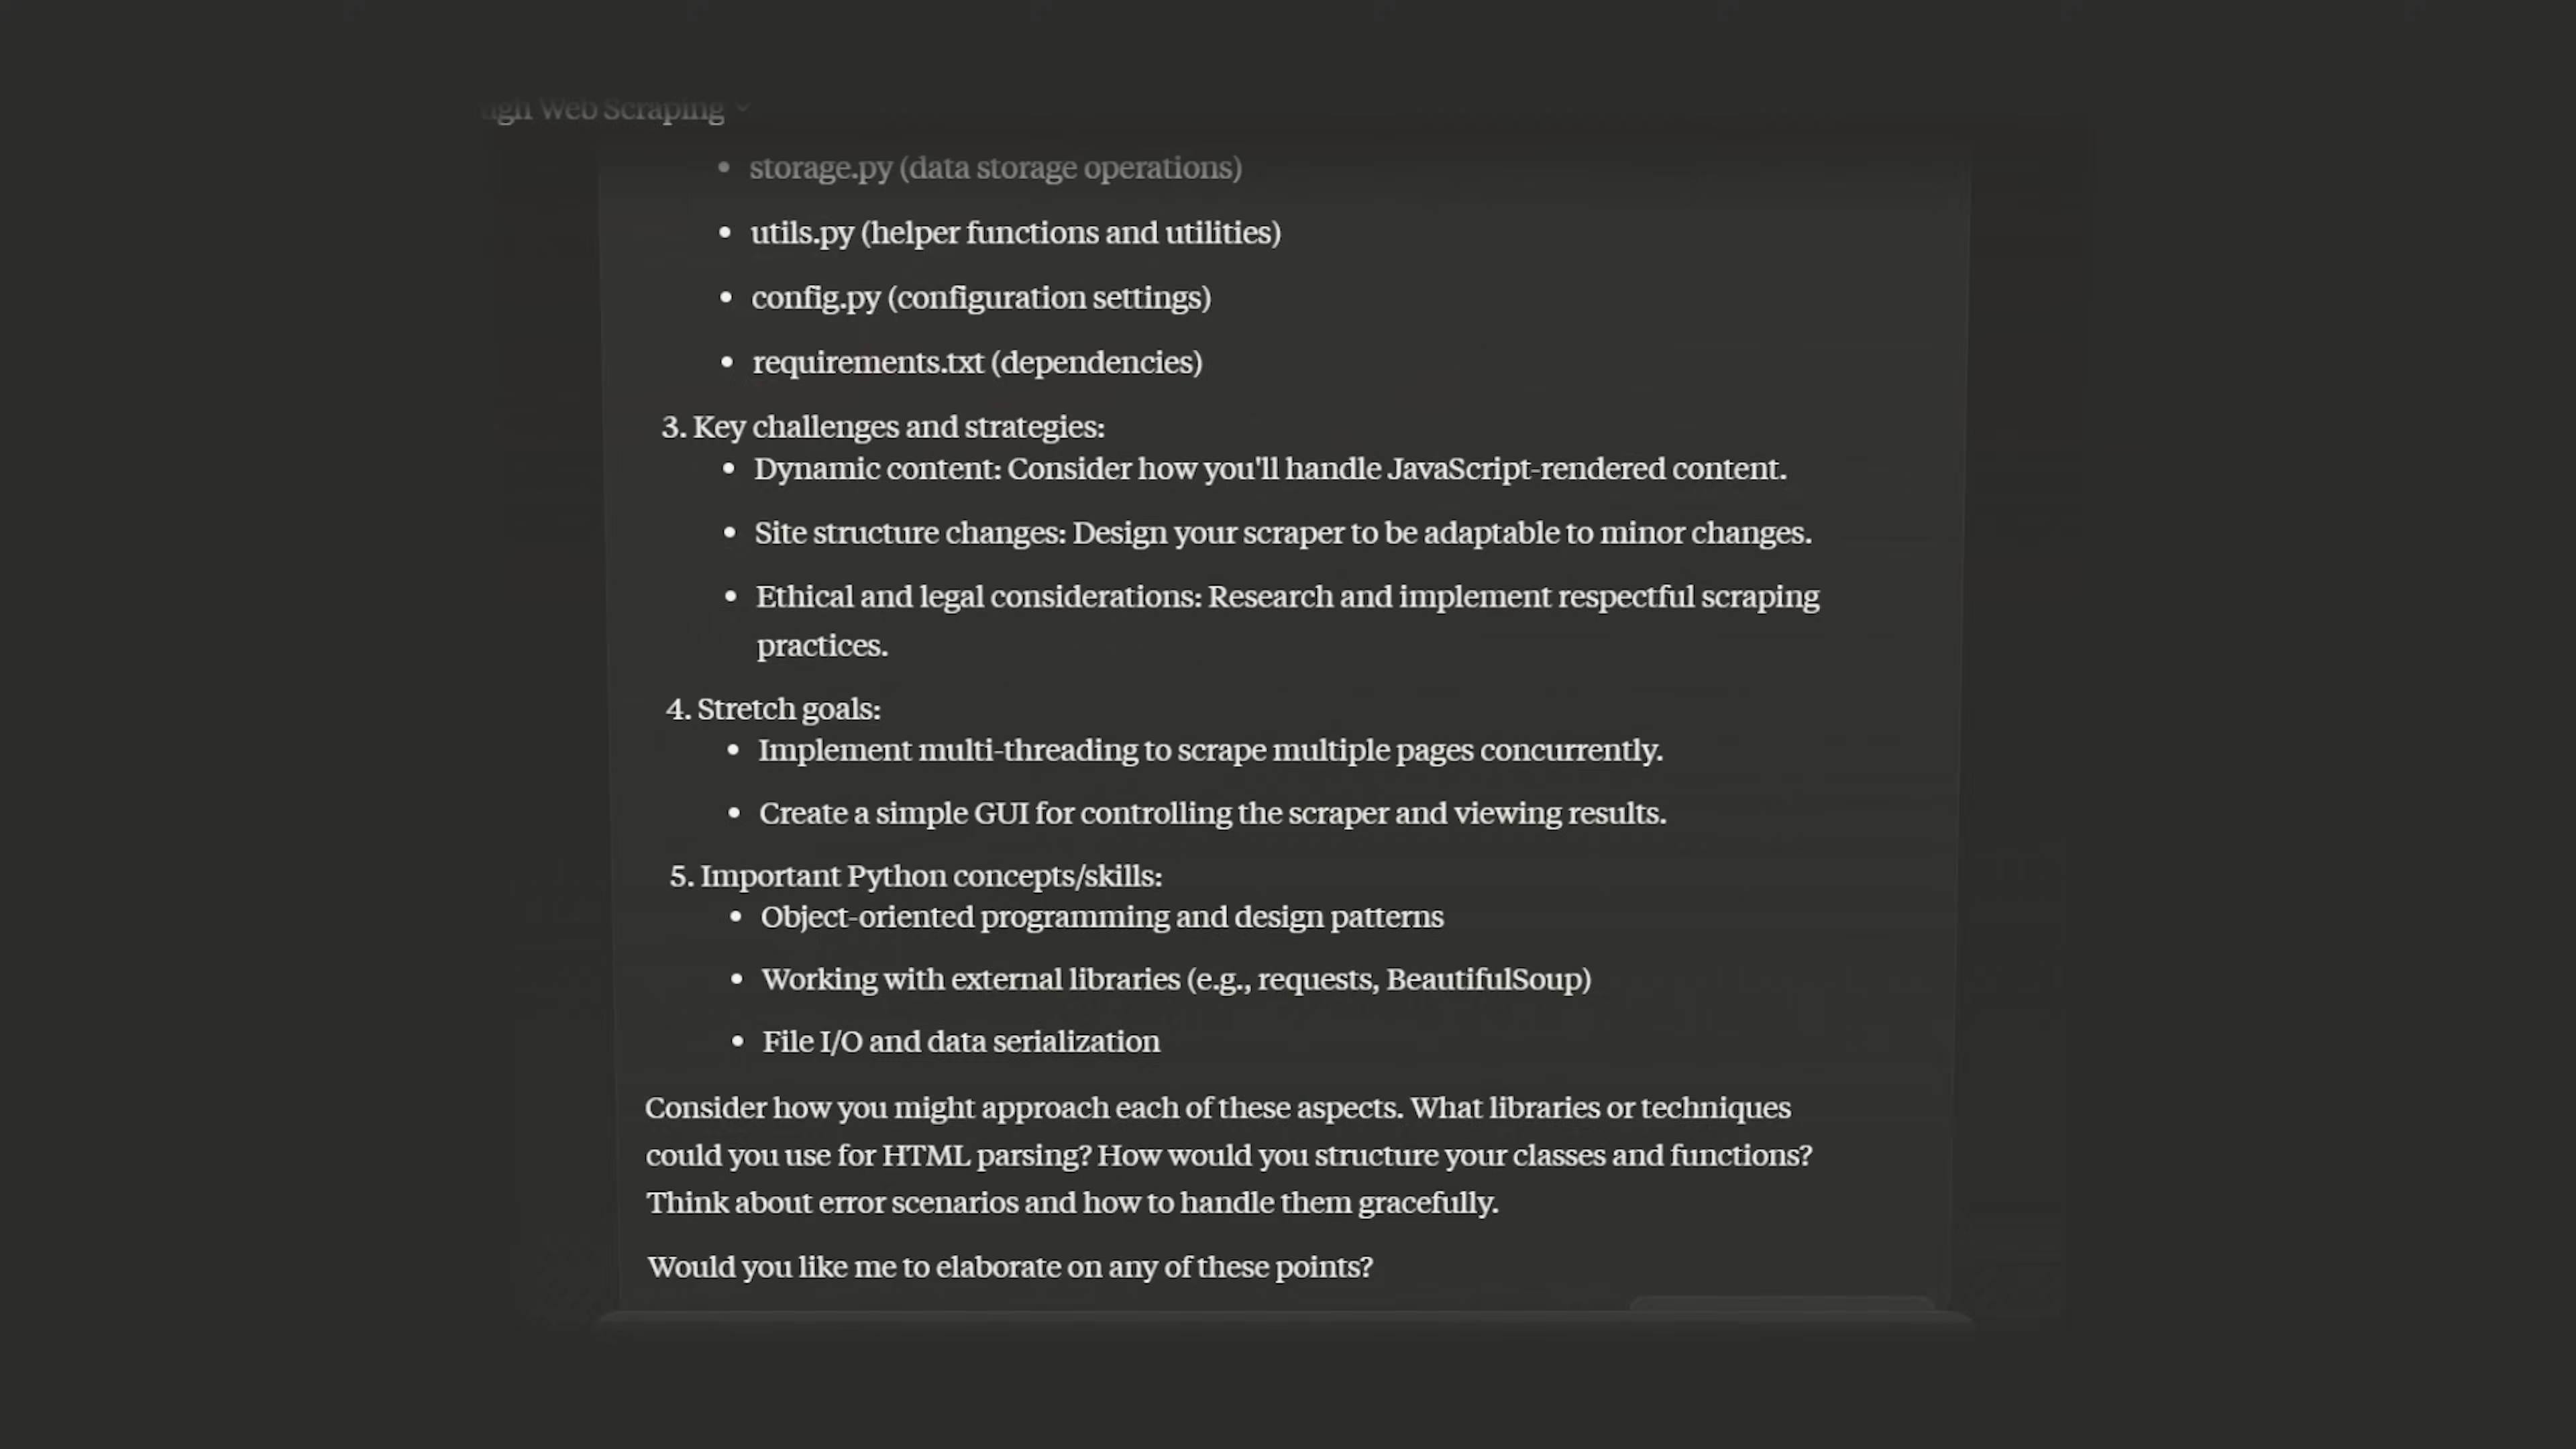 Web Scraping
• storage.py (data storage operations)
• utils.py (helper functions and utilities)
• config.py (configuration settings)
• requirements.txt (dependencies)
3. Key challenges and strategies:
• Dynamic content: Consider how you'll handle JavaScript-rendered content.
• Site structure changes: Design your scraper to be adaptable to minor changes.
• Ethical and legal considerations: Research and implement respectful scraping
practices.
4. Stretch goals:
• Implement multi-threading to scrape multiple pages concurrently.
• Create a simple GUI for controlling the scraper and viewing results.
5. Important Python concepts/skills:
• Object-oriented programming and design patterns
• Working with external libraries (e.g., requests, BeautifulSoup)
• File I/O and data serialization
Consider how you might approach each of these aspects. What libraries or techniques
could you use for HTML parsing? How would you structure your classes and functions?
Think about error scenarios and how to handle them gracefully.
Would you like me to elaborate on any of these points?